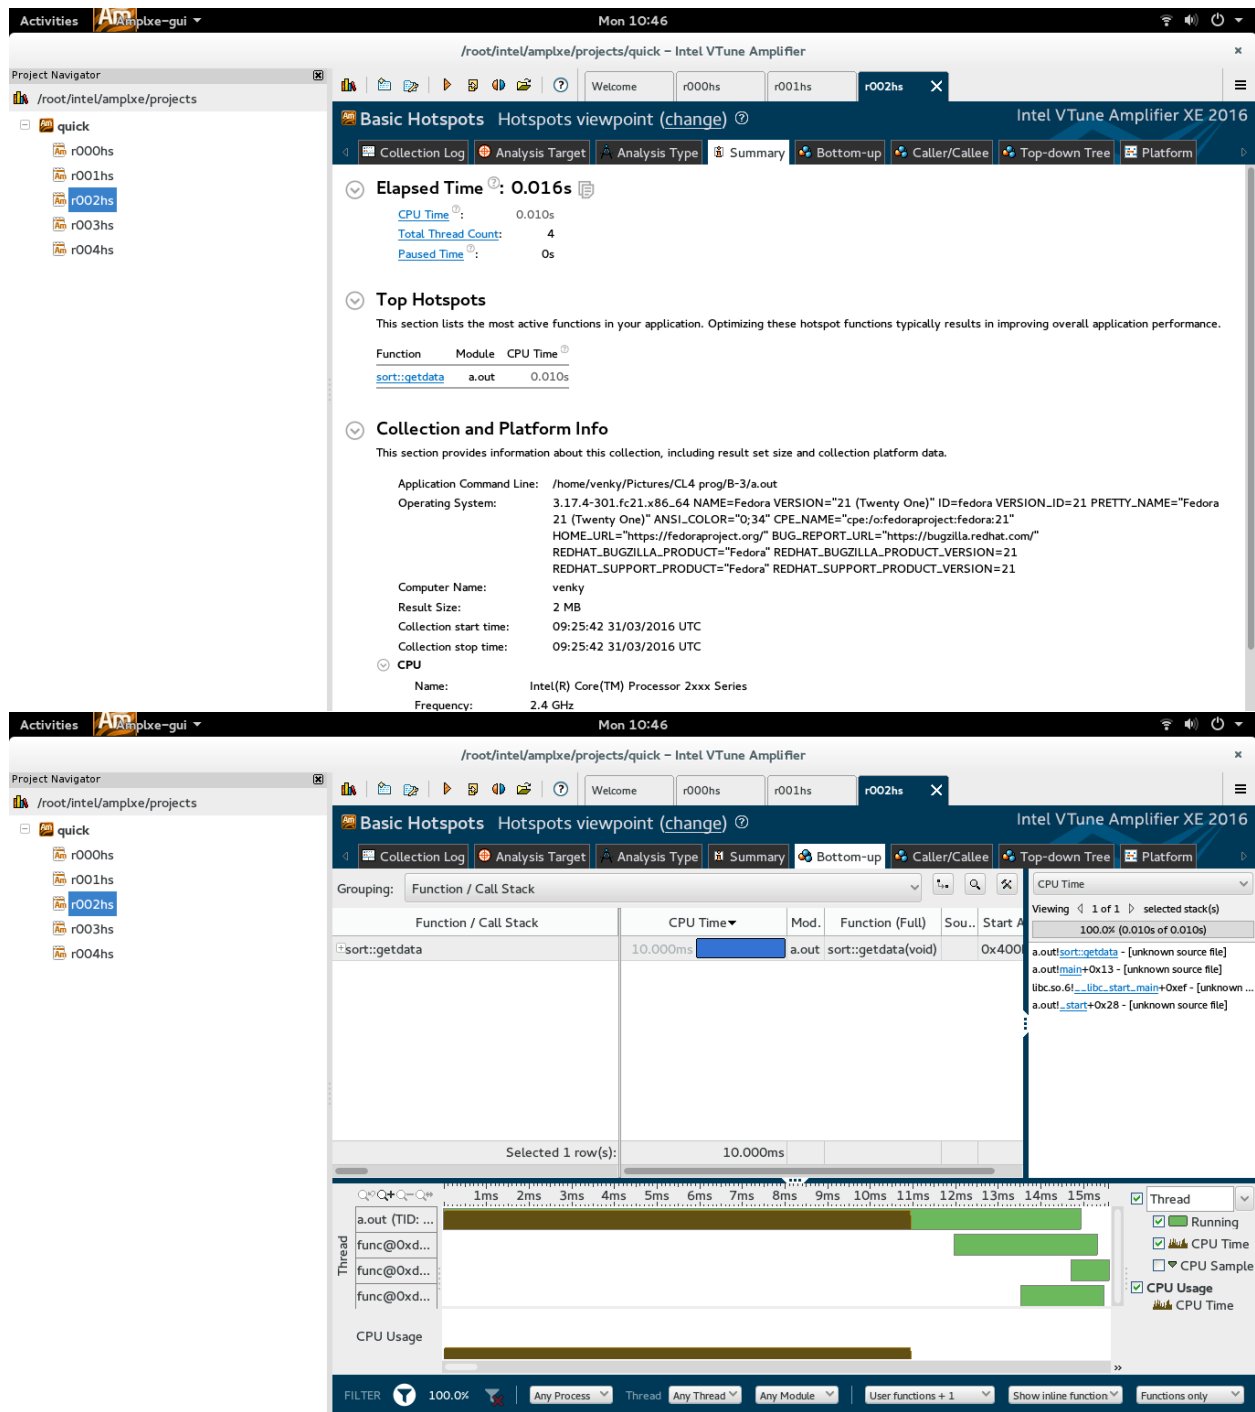 Activities Amplxe-gui Mon 10:46
/root/intel/amplxe/projects/quick – Intel VTune Amplifier
Project Navigator
/root/intel/amplxe/projects
quick
r000hs
r001hs
r002hs
r003hs
r004hs
Welcome r000hs r001hs r002hs
Basic Hotspots Hotspots viewpoint (change) Intel VTune Amplifier XE 2016
Collection Log Analysis Target Analysis Type Summary Bottom-up Caller/Callee Top-down Tree Platform
Elapsed Time: 0.016s
CPU Time: 0.010s
Total Thread Count: 4
Paused Time: 0s
Top Hotspots
This section lists the most active functions in your application. Optimizing these hotspot functions typically results in improving overall application performance.
Function Module CPU Time
sort::getdata a.out 0.010s
Collection and Platform Info
This section provides information about this collection, including result set size and collection platform data.
Application Command Line: /home/venky/Pictures/CL4 prog/B-3/a.out
Operating System: 3.17.4-301.fc21.x86_64 NAME=Fedora VERSION="21 (Twenty One)" ID=fedora VERSION_ID=21 PRETTY_NAME="Fedora
21 (Twenty One)" ANSI_COLOR="0;34" CPE_NAME="cpe:/o:fedoraproject:fedora:21"
HOME_URL="https://fedoraproject.org/" BUG_REPORT_URL="https://bugzilla.redhat.com/"
REDHAT_BUGZILLA_PRODUCT="Fedora" REDHAT_BUGZILLA_PRODUCT_VERSION=21
REDHAT_SUPPORT_PRODUCT="Fedora" REDHAT_SUPPORT_PRODUCT_VERSION=21
Computer Name: venky
Result Size: 2 MB
Collection start time: 09:25:42 31/03/2016 UTC
Collection stop time: 09:25:42 31/03/2016 UTC
CPU
Name: Intel(R) Core(TM) Processor 2xxx Series
Frequency: 2.4 GHz
Activities Amplxe-gui Mon 10:46
/root/intel/amplxe/projects/quick – Intel VTune Amplifier
Project Navigator
/root/intel/amplxe/projects
quick
r000hs
r001hs
r002hs
r003hs
r004hs
Welcome r000hs r001hs r002hs
Basic Hotspots Hotspots viewpoint (change) Intel VTune Amplifier XE 2016
Collection Log Analysis Target Analysis Type Summary Bottom-up Caller/Callee Top-down Tree Platform
Grouping: Function / Call Stack
Function / Call Stack CPU Time Mod. Function (Full) Sou.. Start A
sort::getdata 10.000ms a.out sort::getdata(void) 0x400
Selected 1 row(s): 10.000ms
CPU Time
Viewing 1 of 1 selected stack(s)
100.0% (0.010s of 0.010s)
a.out!sort::getdata - [unknown source file]
a.out!main+0x13 - [unknown source file]
libc.so.6!__libc_start_main+0xef - [unknown ...
a.out!_start+0x28 - [unknown source file]
1ms 2ms 3ms 4ms 5ms 6ms 7ms 8ms 9ms 10ms 11ms 12ms 13ms 14ms 15ms
Thread
a.out (TID: ...
func@0xd...
func@0xd...
func@0xd...
CPU Usage
Thread
Running
CPU Time
CPU Sample
CPU Usage
CPU Time
FILTER 100.0% Any Process Thread Any Thread Any Module User functions + 1 Show inline function Functions only